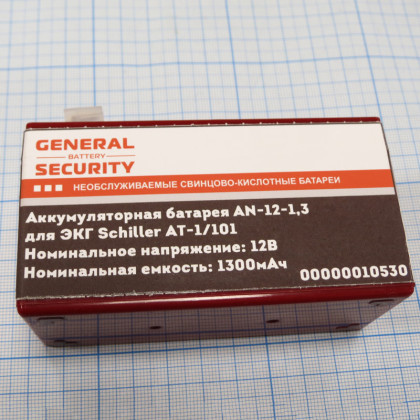 GENERAL
BATTERY
SECURITY
НЕОБСЛУЖИВАЕМЫЕ СВИНЦОВО-КИСЛОТНЫЕ БАТАРЕИ
Аккумуляторная батарея AN-12-1,3
для ЭКГ Schiller AT-1/101
Номинальное напряжение: 12В
Номинальная емкость: 1300мАч
00000010530